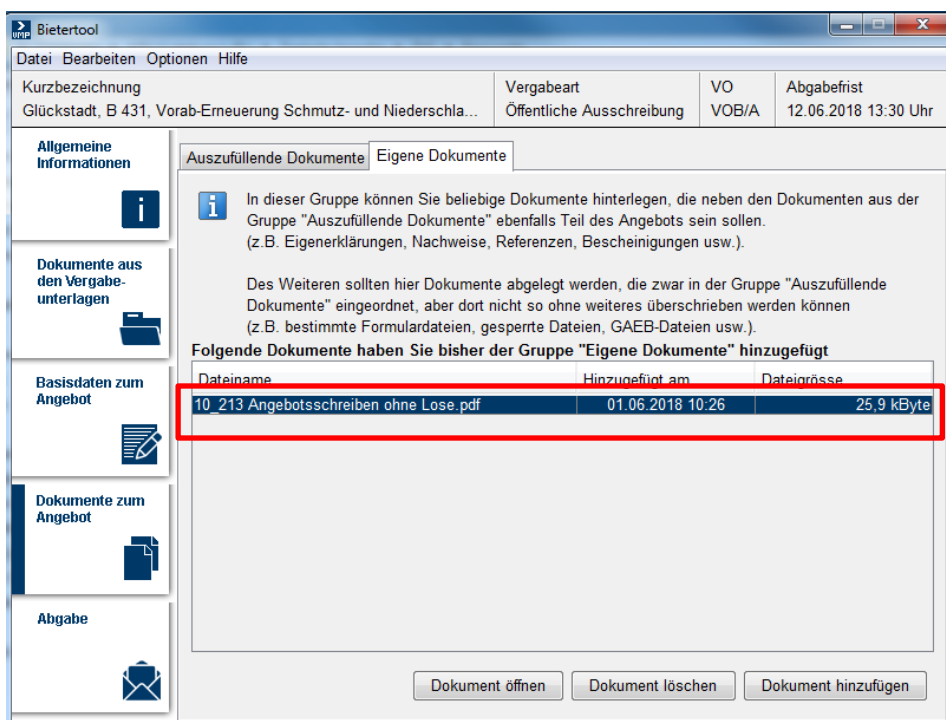 VMP Bietertool
Datei Bearbeiten Optionen Hilfe
Kurzbezeichnung
Glückstadt, B 431, Vorab-Erneuerung Schmutz- und Niederschla...
Vergabeart
Öffentliche Ausschreibung
VO
VOB/A
Abgabefrist
12.06.2018 13:30 Uhr
Allgemeine
Informationen
Dokumente aus
den Vergabe-
unterlagen
Basisdaten zum
Angebot
Dokumente zum
Angebot
Abgabe
Auszufüllende Dokumente Eigene Dokumente
In dieser Gruppe können Sie beliebige Dokumente hinterlegen, die neben den Dokumenten aus der
Gruppe "Auszufüllende Dokumente" ebenfalls Teil des Angebots sein sollen.
(z.B. Eigenerklärungen, Nachweise, Referenzen, Bescheinigungen usw.).
Des Weiteren sollten hier Dokumente abgelegt werden, die zwar in der Gruppe "Auszufüllende
Dokumente" eingeordnet, aber dort nicht so ohne weiteres überschrieben werden können
(z.B. bestimmte Formulardateien, gesperrte Dateien, GAEB-Dateien usw.).
Folgende Dokumente haben Sie bisher der Gruppe "Eigene Dokumente" hinzugefügt
Dateiname Hinzugefügt am Dateigrösse
10_213 Angebotsschreiben ohne Lose.pdf 01.06.2018 10:26 25,9 kByte
Dokument öffnen Dokument löschen Dokument hinzufügen